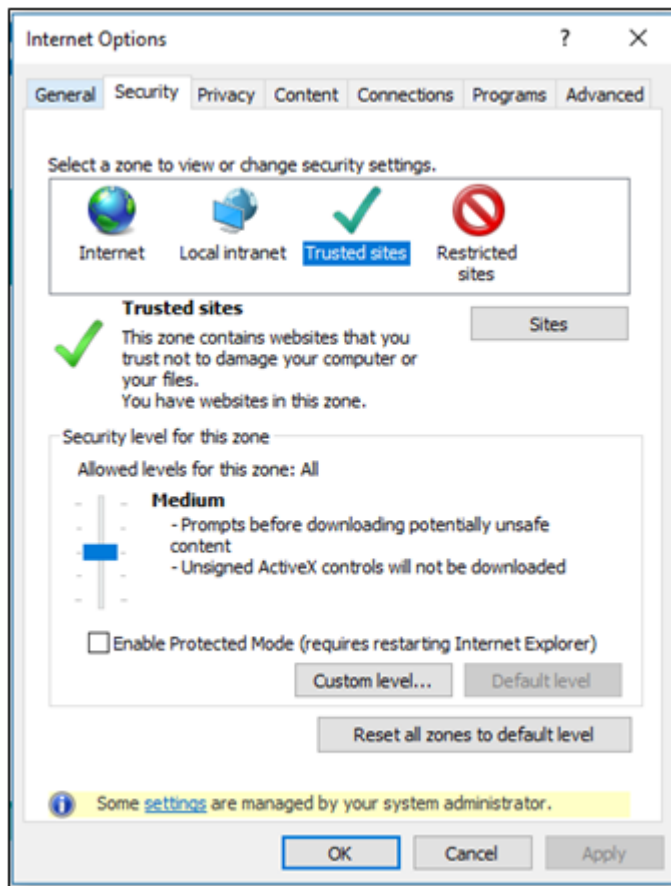 Internet Options
?
General Security Privacy Content Connections Programs Advanced
Select a zone to view or change security settings.
Internet Local intranet Trusted sites Restricted
sites
Trusted sites
Sites
This zone contains websites that you
trust not to damage your computer or
your files.
You have websites in this zone.
Security level for this zone
Allowed levels for this zone: All
Medium
- Prompts before downloading potentially unsafe
content
- Unsigned ActiveX controls will not be downloaded
Enable Protected Mode (requires restarting Internet Explorer)
Custom level... Default level
Reset all zones to default level
Some settings are managed by your system administrator.
OK Cancel Apply